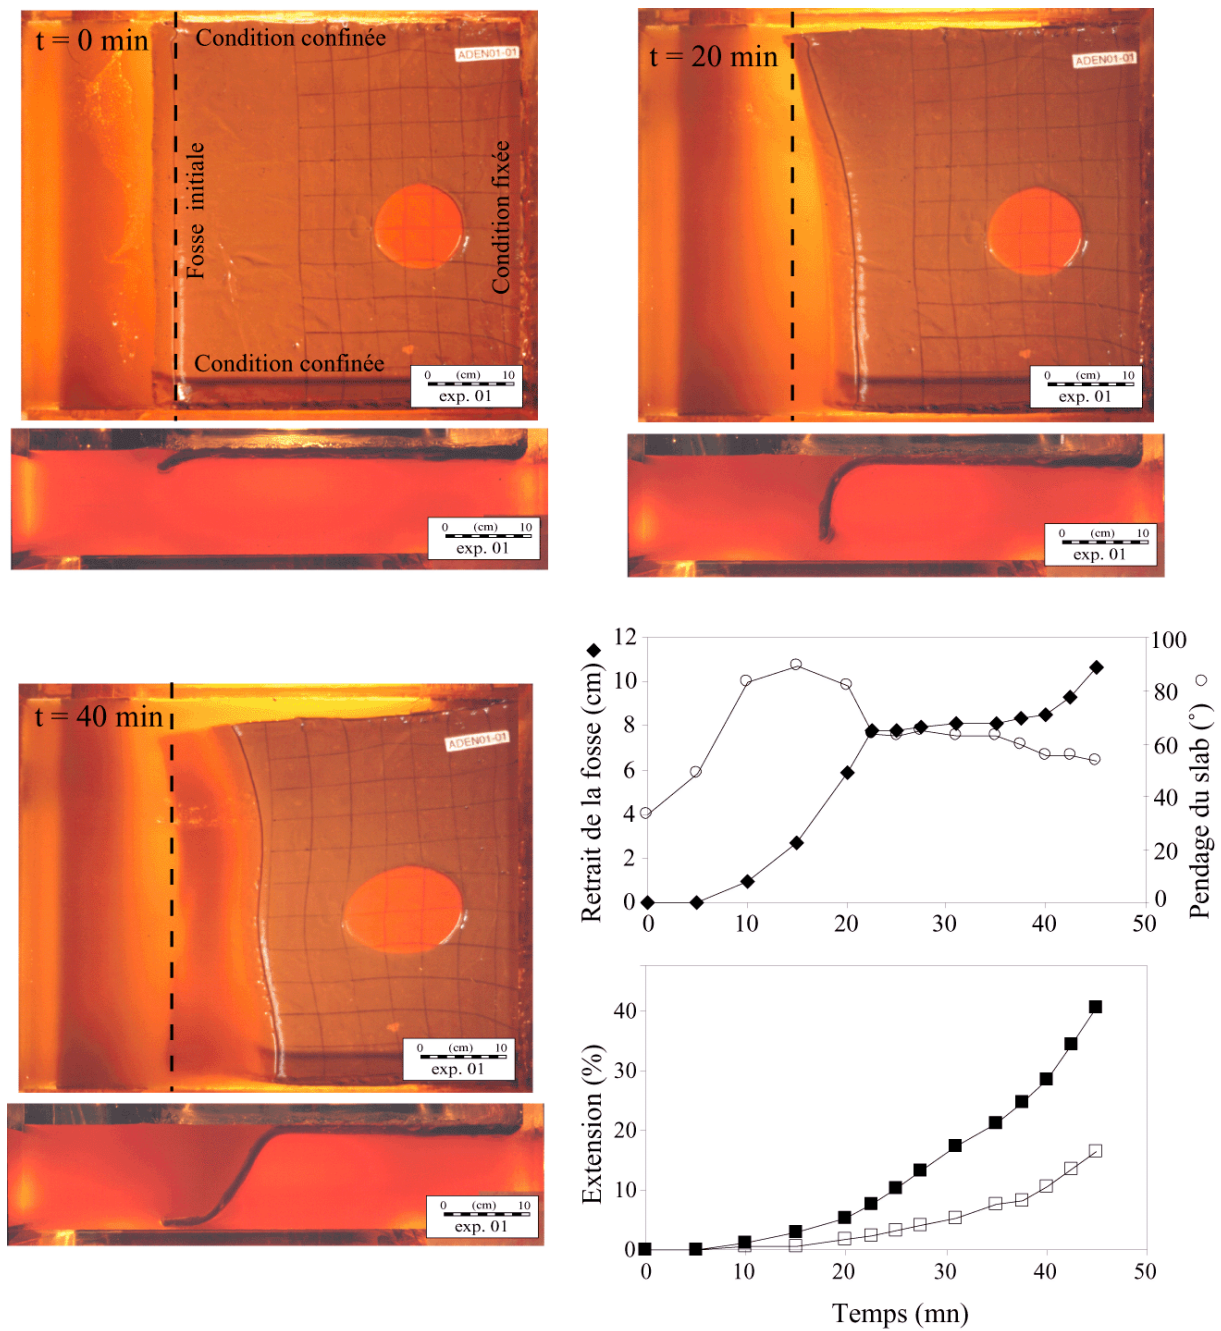 t = 0 min
Condition confinée
ADEN01-01
Fosse initiale
Condition fixée
Condition confinée
0 (cm) 10
exp. 01
0 (cm) 10
exp. 01
t = 20 min
ADEN01-01
0 (cm) 10
exp. 01
0 (cm) 10
exp. 01
t = 40 min
ADEN01-01
0 (cm) 10
exp. 01
0 (cm) 10
exp. 01
Retrait de la fosse (cm)
12
10
8
6
4
2
0
0 10 20 30 40 50
100
80
60
40
20
0
Pendage du slab (°)
Extension (%)
40
30
20
10
0
0 10 20 30 40 50
Temps (mn)